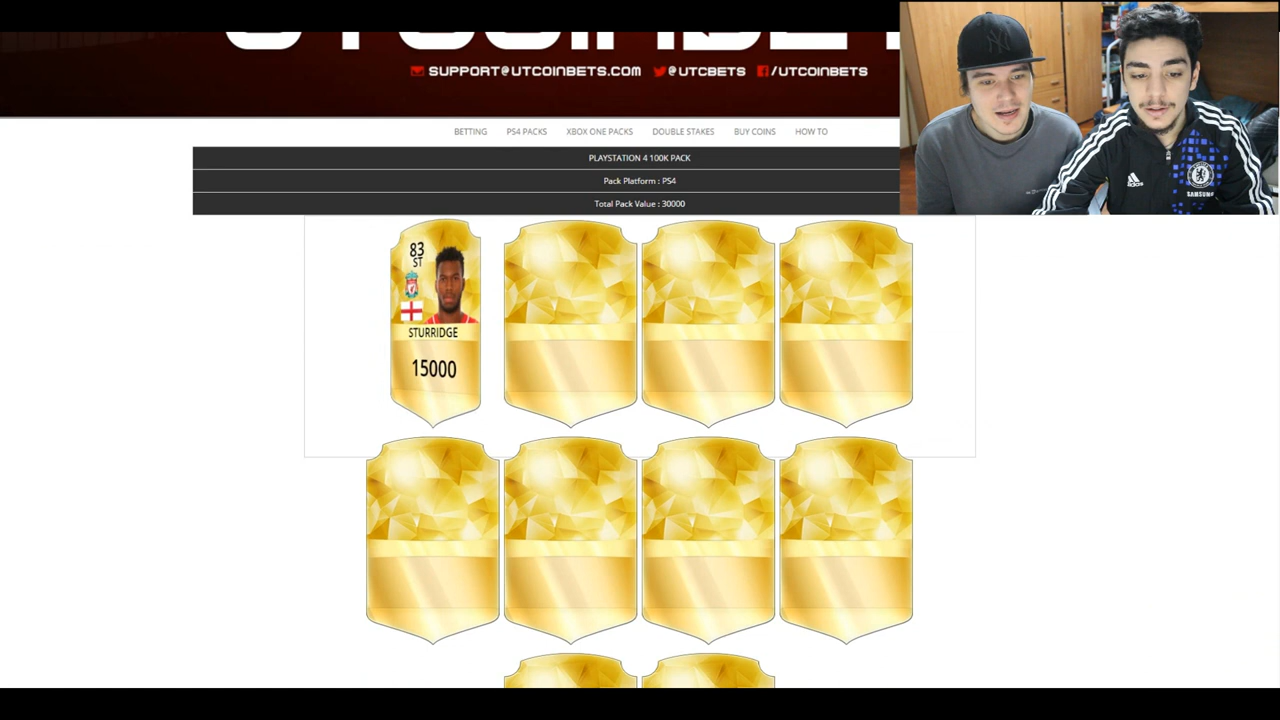 SUPPORT@UTCOINBETS.COM @UTCBETS /UTCOINBETS
BETTING PS4 PACKS XBOX ONE PACKS DOUBLE STAKES BUY COINS HOW TO
PLAYSTATION 4 100K PACK
Pack Platform : PS4
Total Pack Value : 30000
83
ST
STURRIDGE
15000
adidas
SAMSUNG